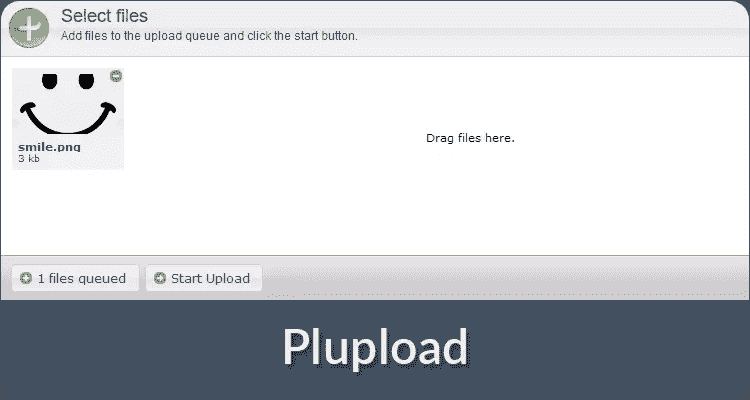 Select files
Add files to the upload queue and click the start button.
smile.png
3 kb
Drag files here.
1 files queued
Start Upload
Plupload